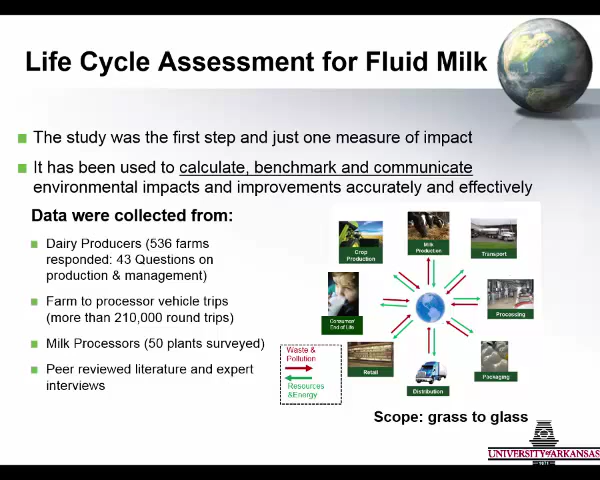 Life Cycle Assessment for Fluid Milk
The study was the first step and just one measure of impact
It has been used to calculate, benchmark and communicate
environmental impacts and improvements accurately and effectively
Data were collected from:
Dairy Producers (536 farms
responded: 43 Questions on
production & management)
Farm to processor vehicle trips
(more than 210,000 round trips)
Milk Processors (50 plants surveyed)
Peer reviewed literature and expert
interviews
Crop
Production
Milk
Production
Transport
Processing
Packaging
Distribution
Retail
Consumer/
End of Life
Waste &
Pollution
Resources
&Energy
Scope: grass to glass
UNIVERSITY of ARKANSAS